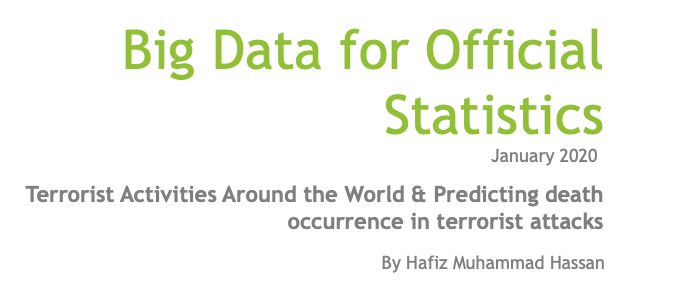 Big Data for Official
Statistics
January 2020
Terrorist Activities Around the World & Predicting death
occurrence in terrorist attacks
By Hafiz Muhammad Hassan